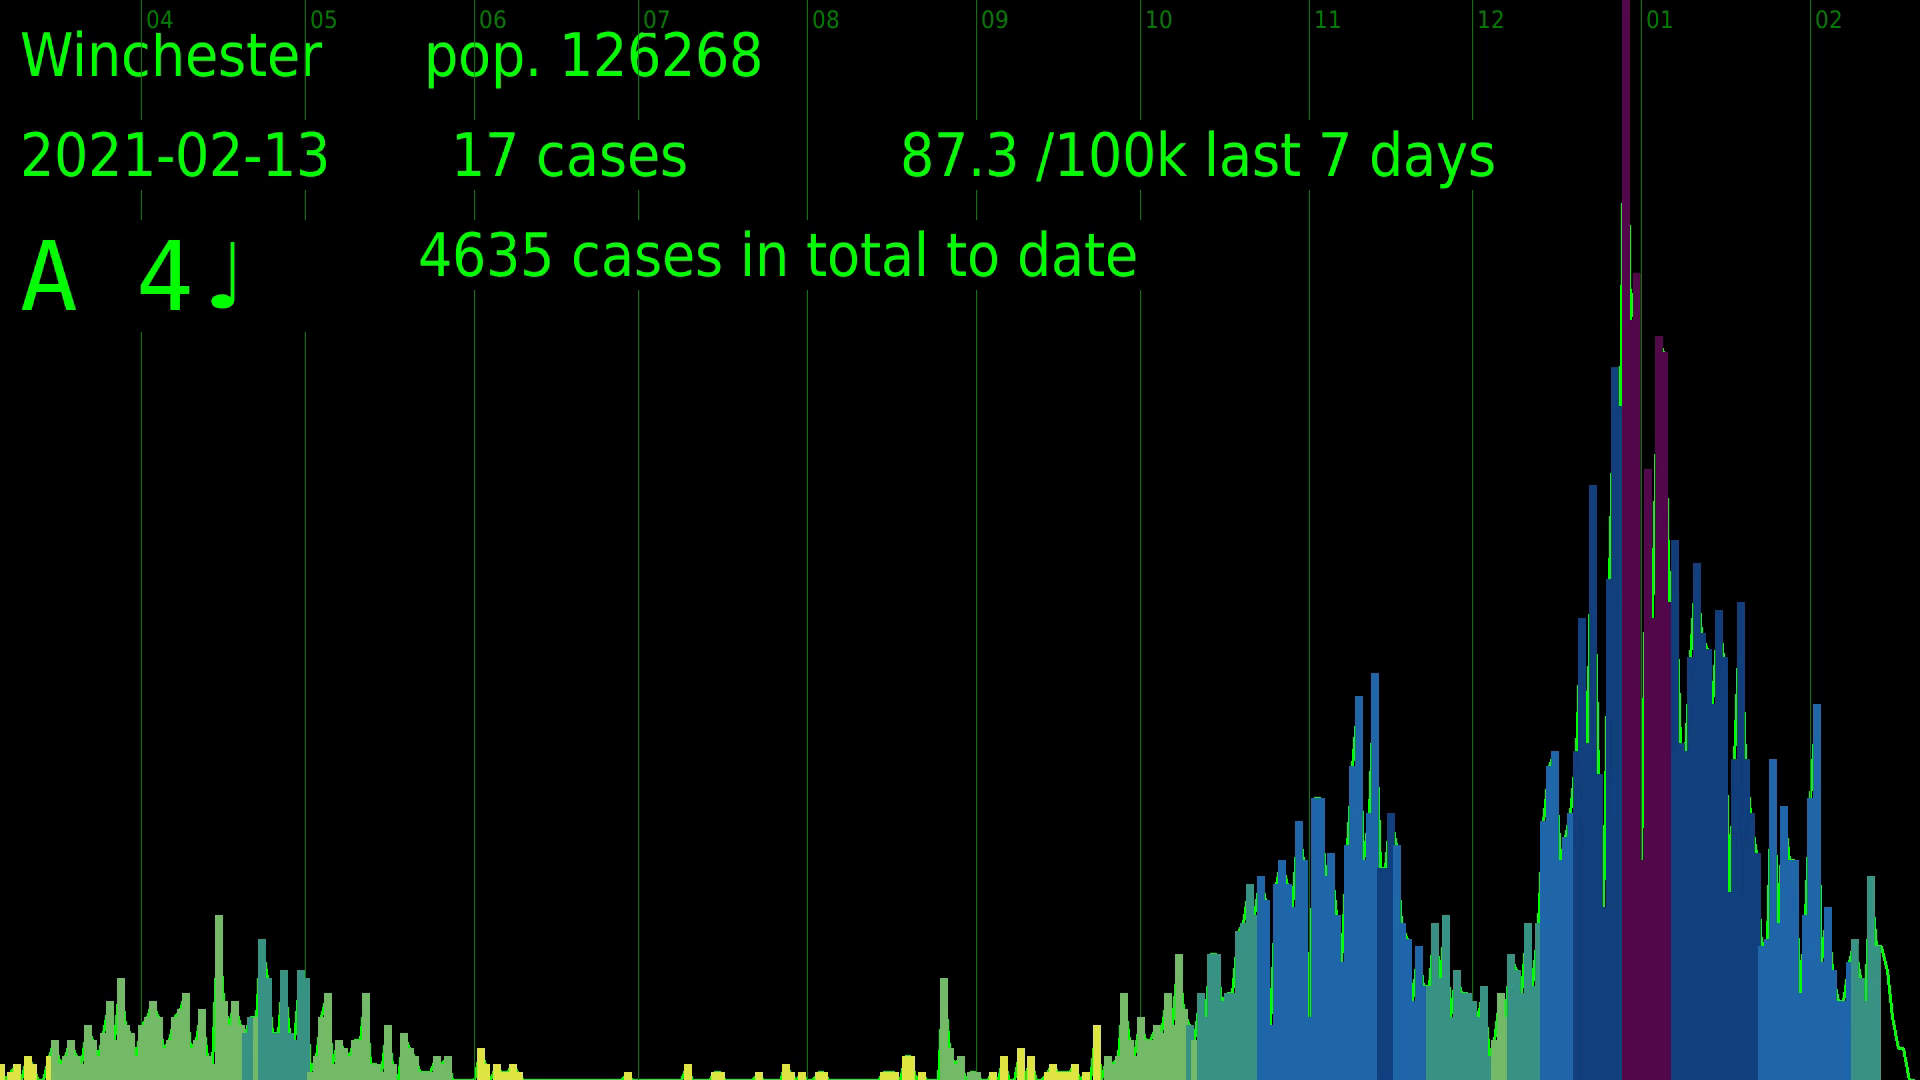 04 05 06 07 08 09 10 11 12 01 02
Winchester pop. 126268
2021-02-13 17 cases 87.3 /100k last 7 days
4635 cases in total to date
A 4♩